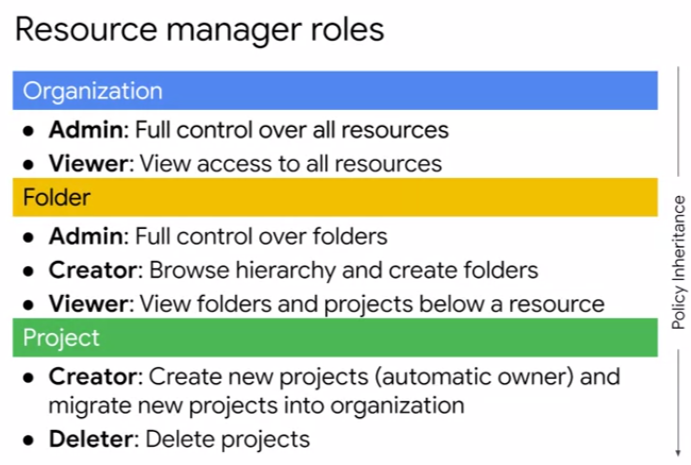 Resource manager roles
Organization
● Admin: Full control over all resources
● Viewer: View access to all resources
Folder
● Admin: Full control over folders
● Creator: Browse hierarchy and create folders
● Viewer: View folders and projects below a resource
Project
● Creator: Create new projects (automatic owner) and
migrate new projects into organization
● Deleter: Delete projects
Policy Inheritance